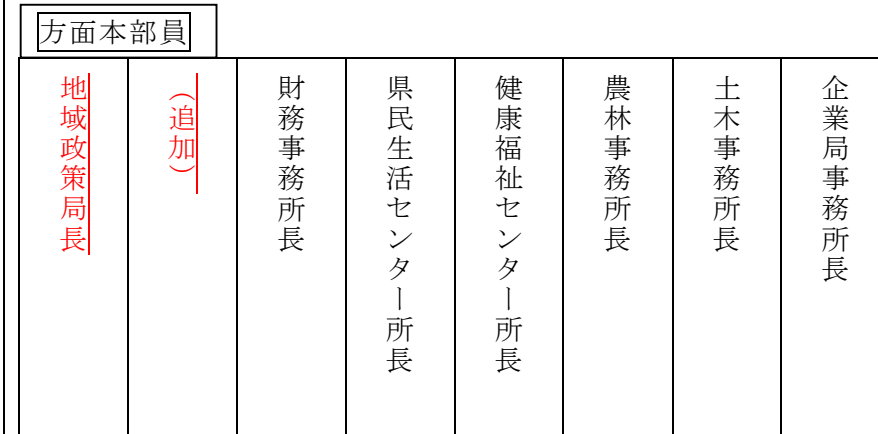 方面本部員
地域政策局長
（追加）
財務事務所長
県民生活センター所長
健康福祉センター所長
農林事務所長
土木事務所長
企業局事務所長